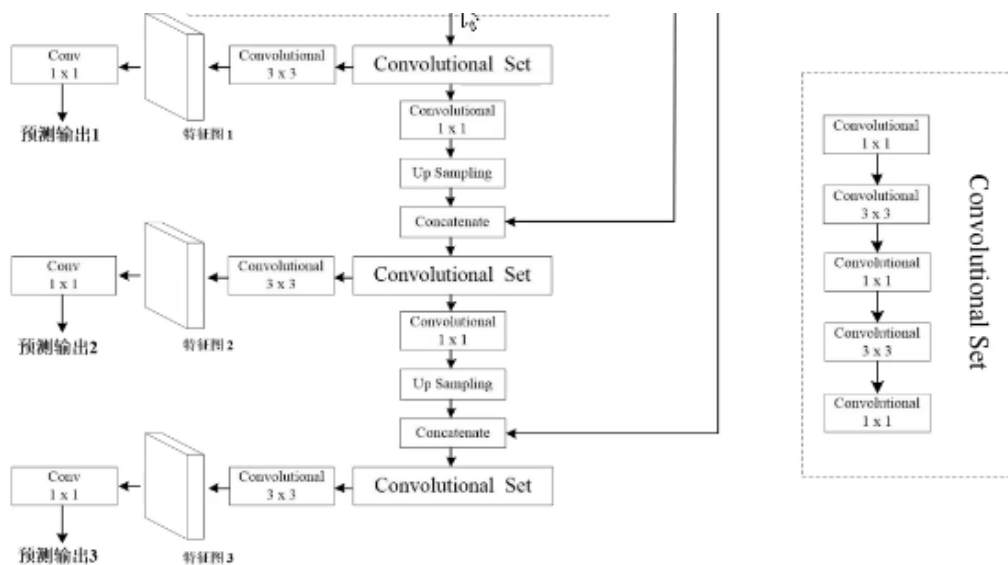 Conv
1 x 1
预测输出1
特征图1
Convolutional
3 x 3
Convolutional Set
Convolutional
1 x 1
Up Sampling
Concatenate
Conv
1 x 1
预测输出2
特征图2
Convolutional
3 x 3
Convolutional Set
Convolutional
1 x 1
Up Sampling
Concatenate
Conv
1 x 1
预测输出3
特征图3
Convolutional
3 x 3
Convolutional Set
Convolutional
1 x 1
Convolutional
3 x 3
Convolutional
1 x 1
Convolutional
3 x 3
Convolutional
1 x 1
Convolutional Set